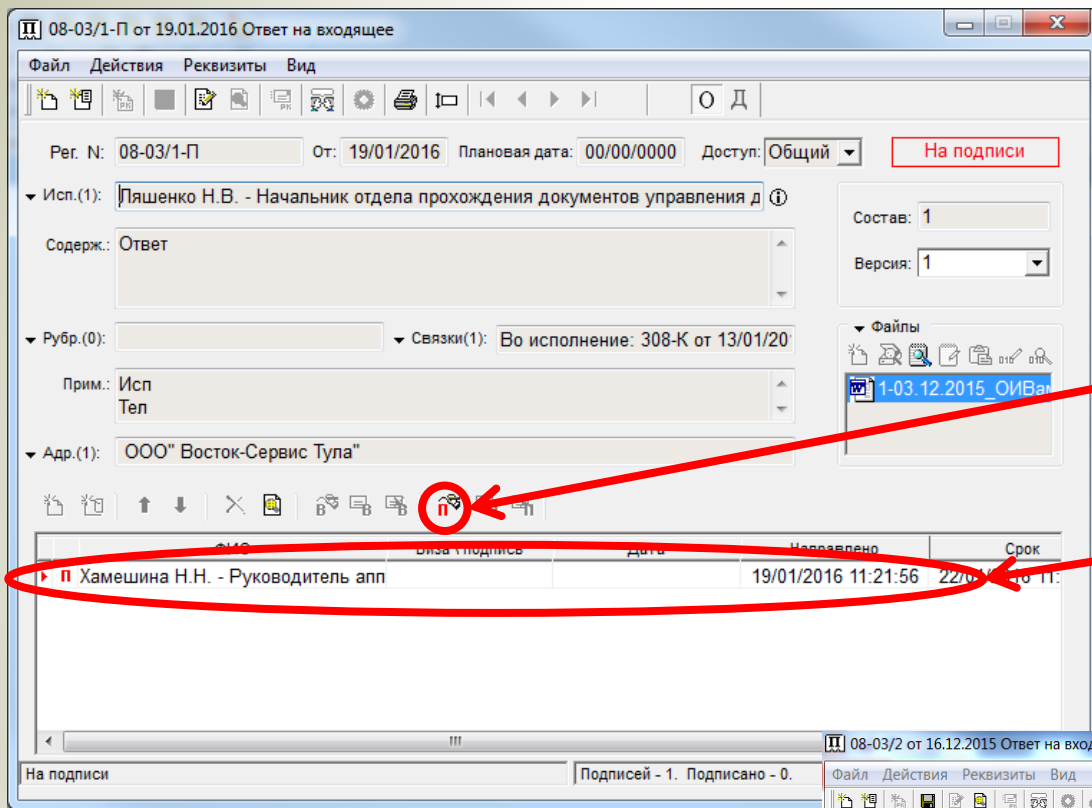 08-03/1-П от 19.01.2016 Ответ на входящее
Файл Действия Реквизиты Вид
О Д
Рег. N: 08-03/1-П От: 19/01/2016 Плановая дата: 00/00/0000 Доступ: Общий На подписи
Исп.(1): Ляшенко Н.В. - Начальник отдела прохождения документов управления д
Состав: 1
Содерж.: Ответ
Версия: 1
Файлы
Рубр.(0): Связки(1): Во исполнение: 308-К от 13/01/20
Прим.: Исп
Тел
1-03.12.2015_ОИВам
Адр.(1): ООО" Восток-Сервис Тула"
В В В П П
ФИО Виза \ Подпись Дата Направлено Срок
П Хамешина Н.Н. - Руководитель апп 19/01/2016 11:21:56
На подписи Подписей - 1. Подписано - 0.
08-03/2 от 16.12.2015 Ответ на вход
Файл Действия Реквизиты Вид